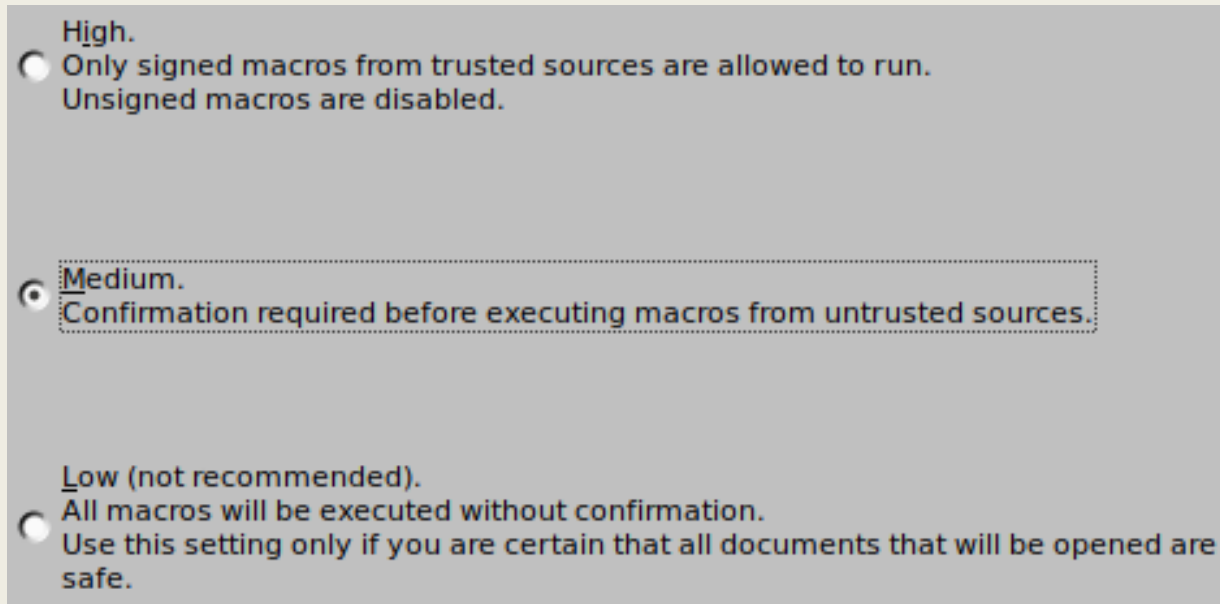 High.
Only signed macros from trusted sources are allowed to run.
Unsigned macros are disabled.
Medium.
Confirmation required before executing macros from untrusted sources.
Low (not recommended).
All macros will be executed without confirmation.
Use this setting only if you are certain that all documents that will be opened are
safe.